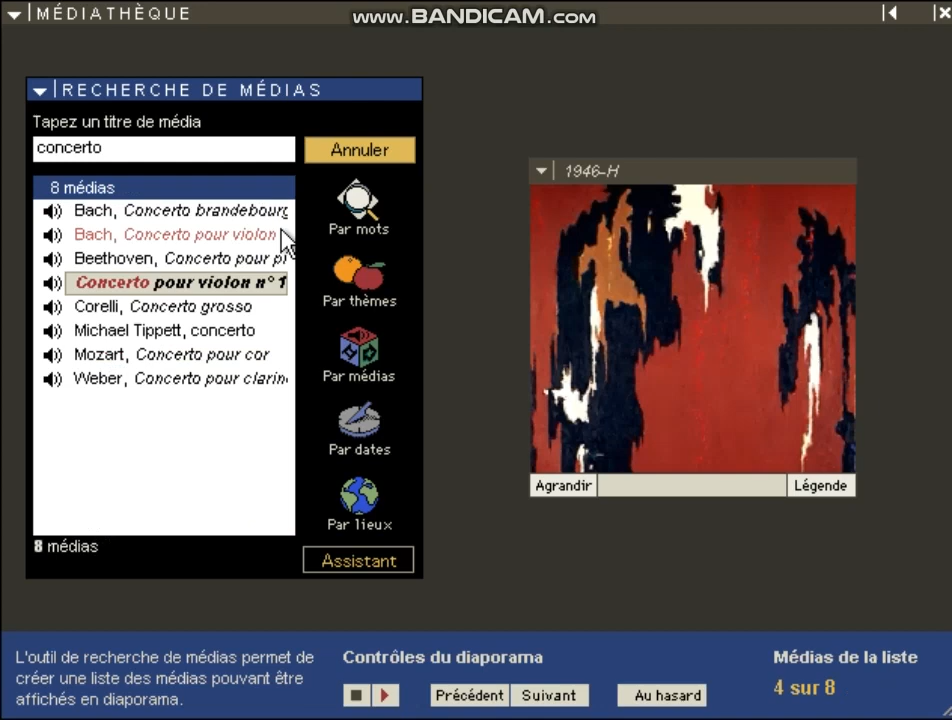 MÉDIATHÈQUE
www.BANDICAM.com
RECHERCHE DE MÉDIAS
Tapez un titre de média
concerto
Annuler
8 médias
Bach, Concerto brandebourg
Bach, Concerto pour violon
Beethoven, Concerto pour pi
Concerto pour violon n° 1
Corelli, Concerto grosso
Michael Tippett, concerto
Mozart, Concerto pour cor
Weber, Concerto pour clarin
8 médias
Par mots
Par thèmes
Par médias
Par dates
Par lieux
Assistant
1946-H
Agrandir
Légende
L'outil de recherche de médias permet de
créer une liste des médias pouvant être
affichés en diaporama.
Contrôles du diaporama
Précédent
Suivant
Au hasard
Médias de la liste
4 sur 8